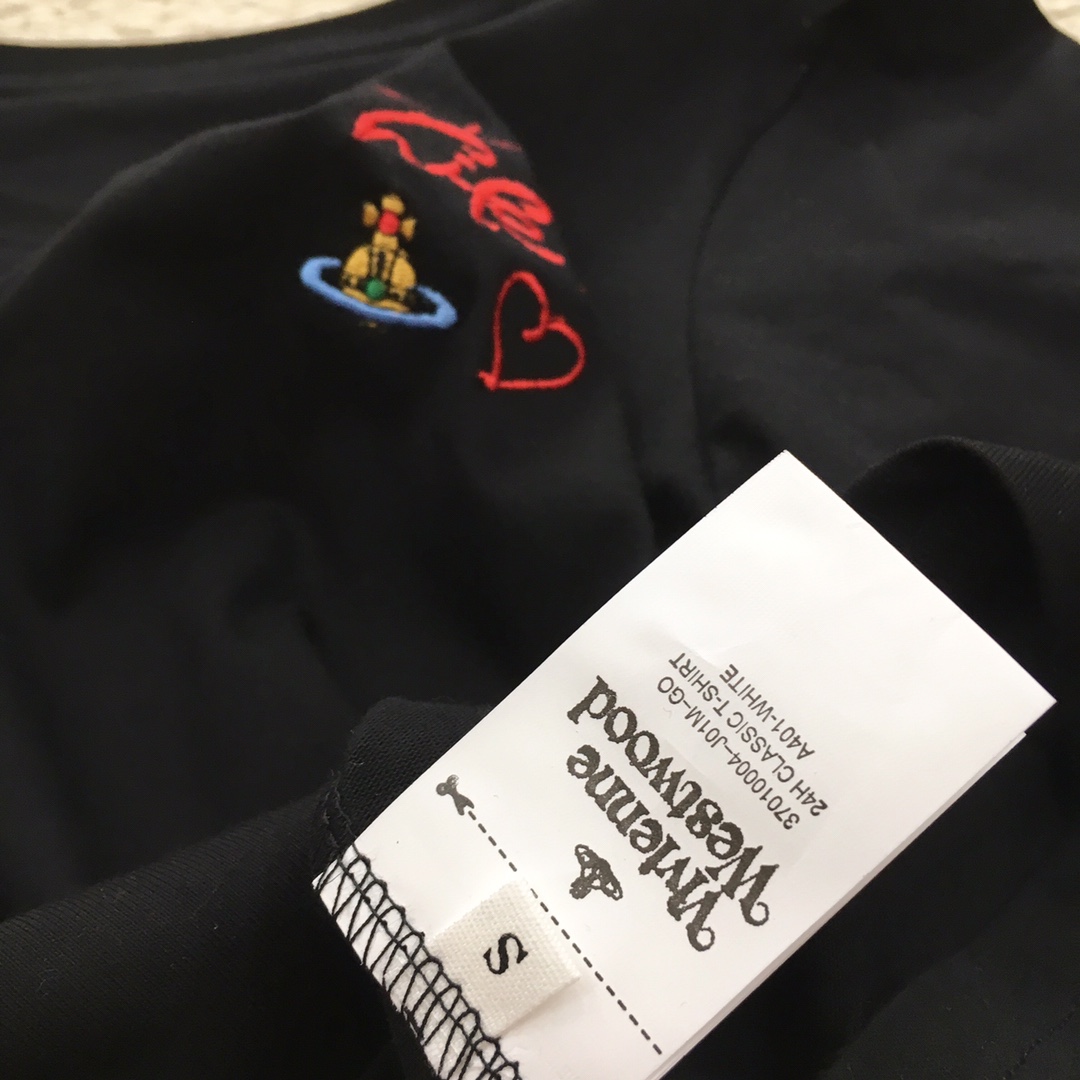 Vivienne
Westwood
37010004-J01M-GO
24H CLASSIC T-SHIRT
A401-WHITE
S